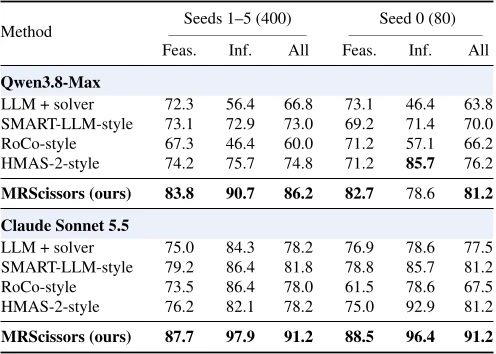 Method Seeds 1–5 (400) Seed 0 (80)
Feas. Inf. All Feas. Inf. All
Qwen3.8-Max
LLM + solver 72.3 56.4 66.8 73.1 46.4 63.8
SMART-LLM-style 73.1 72.9 73.0 69.2 71.4 70.0
RoCo-style 67.3 46.4 60.0 71.2 57.1 66.2
HMAS-2-style 74.2 75.7 74.8 71.2 85.7 76.2
MRScissors (ours) 83.8 90.7 86.2 82.7 78.6 81.2
Claude Sonnet 5.5
LLM + solver 75.0 84.3 78.2 76.9 78.6 77.5
SMART-LLM-style 79.2 86.4 81.8 78.8 85.7 81.2
RoCo-style 73.5 86.4 78.0 61.5 78.6 67.5
HMAS-2-style 76.2 82.1 78.2 75.0 92.9 81.2
MRScissors (ours) 87.7 97.9 91.2 88.5 96.4 91.2